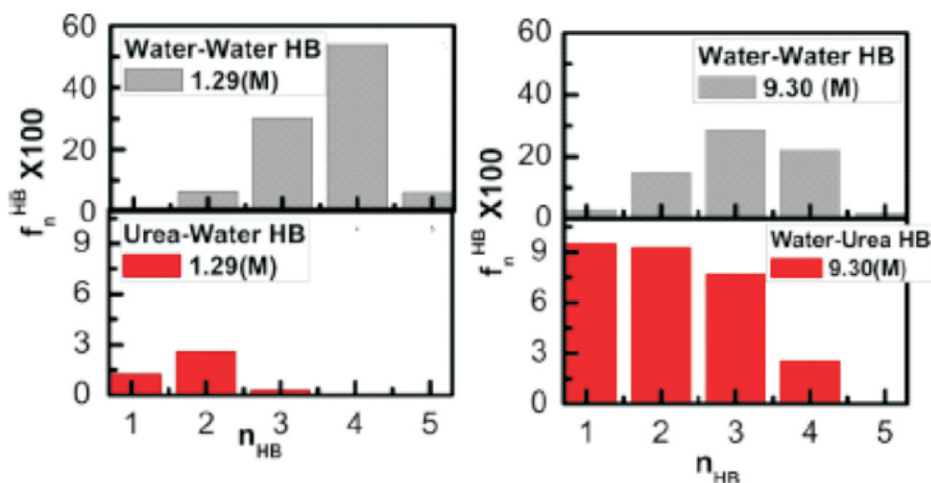 60
40
20
0
Water-Water HB
1.29(M)
9
6
3
0
Urea-Water HB
1.29(M)
1 2 3 4 5
n_HB
f_n^HB X100
60
40
20
0
Water-Water HB
9.30 (M)
9
6
3
0
Water-Urea HB
9.30(M)
1 2 3 4 5
n_HB
f_n^HB X100